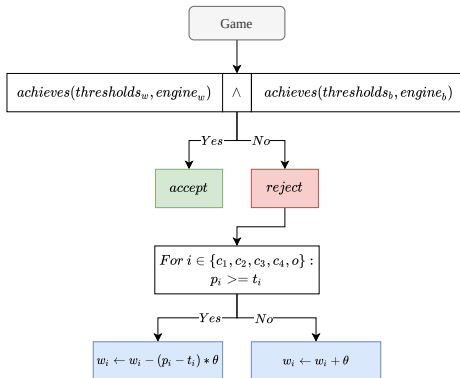 Game
achieves(thresholds_w, engine_w) ∧ achieves(thresholds_b, engine_b)
Yes No
accept reject
For i ∈ {c_1, c_2, c_3, c_4, o} :
p_i >= t_i
Yes No
w_i ← w_i − (p_i − t_i) * θ w_i ← w_i + θ